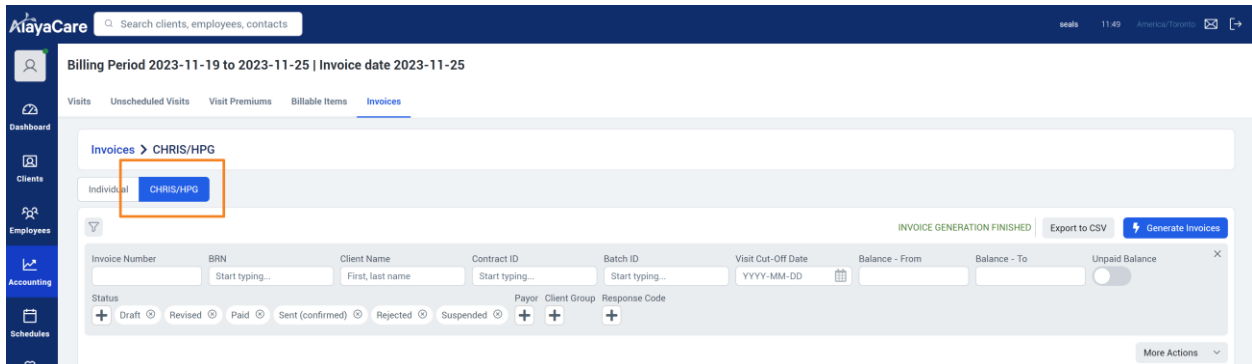 AlayaCare Search clients, employees, contacts seals 11:49 America/Toronto
Billing Period 2023-11-19 to 2023-11-25 | Invoice date 2023-11-25
Visits Unscheduled Visits Visit Premiums Billable Items Invoices
Dashboard
Invoices > CHRIS/HPG
Clients
Individual CHRIS/HPG
Employees
INVOICE GENERATION FINISHED Export to CSV Generate Invoices
Invoice Number BRN Client Name Contract ID Batch ID Visit Cut-Off Date Balance - From Balance - To Unpaid Balance
Start typing... First, last name Start typing... Start typing... YYYY-MM-DD
Accounting
Status Payor Client Group Response Code
Draft Revised Paid Sent (confirmed) Rejected Suspended
Schedules
More Actions